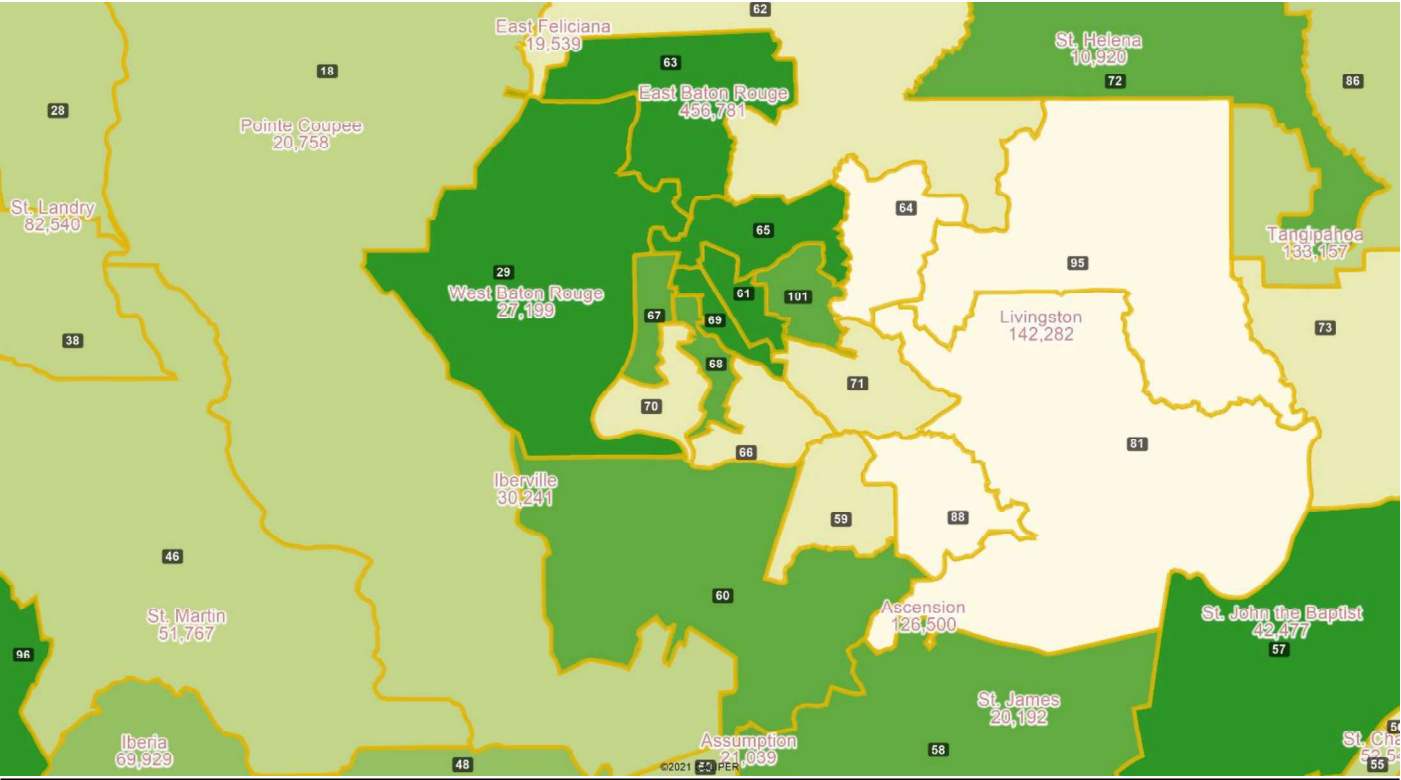 62
East Feliciana
19,539
St. Helena
10,920
63
18
72
86
East Baton Rouge
456,781
28
Pointe Coupee
20,758
St. Landry
82,540
64
65
Tangipahoa
133,157
95
29
West Baton Rouge
27,199
61
101
67
69
Livingston
142,282
73
38
68
71
70
81
66
Iberville
30,241
59
88
46
60
Ascension
126,500
St. Martin
51,767
St. John the Baptist
42,477
57
96
St. James
20,192
Iberia
69,929
Assumption
21,039
58
St. Cha
48
©2021
55